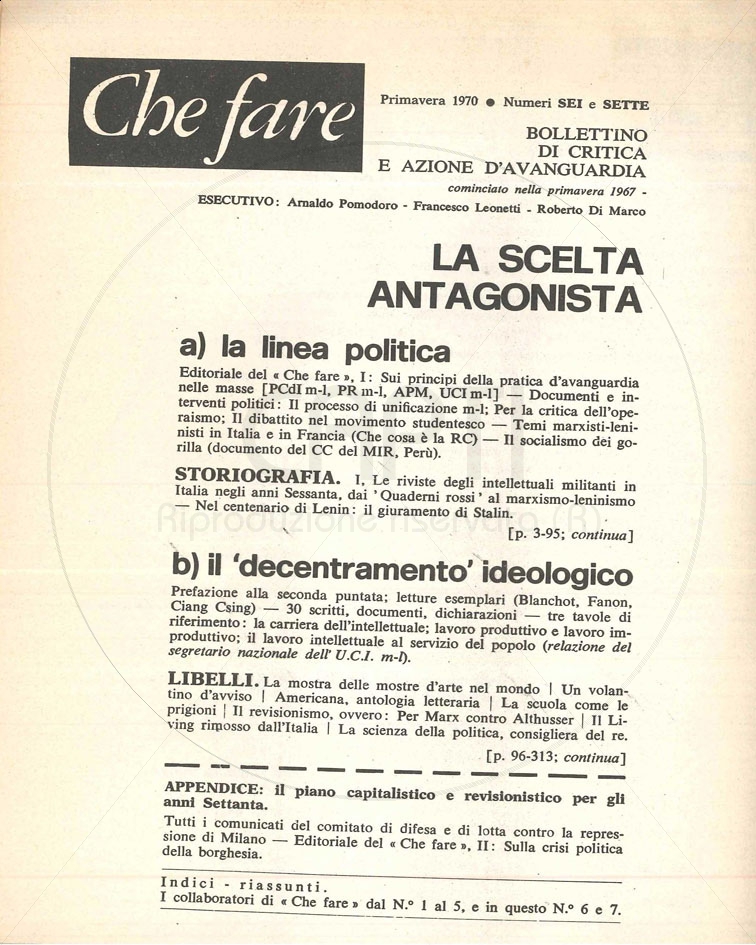 Che fare
Primavera 1970 ● Numeri SEI e SETTE
BOLLETTINO
DI CRITICA
E AZIONE D'AVANGUARDIA
cominciato nella primavera 1967 -
ESECUTIVO: Arnaldo Pomodoro - Francesco Leonetti - Roberto Di Marco
LA SCELTA
ANTAGONISTA
a) la linea politica
Editoriale del « Che fare », I: Sui principi della pratica d'avanguardia
nelle masse [PCdI m-l, PR m-l, APM, UCI m-l] — Documenti e in-
terventi politici: Il processo di unificazione m-l; Per la critica dell'ope-
raismo; Il dibattito nel movimento studentesco — Temi marxisti-leni-
nisti in Italia e in Francia (Che cosa è la RC) — Il socialismo dei go-
rilla (documento del CC del MIR, Perù).
STORIOGRAFIA. I, Le riviste degli intellettuali militanti in
Italia negli anni Sessanta, dai ' Quaderni rossi ' al marxismo-leninismo
— Nel centenario di Lenin: il giuramento di Stalin.
Riproduzione riservata (R)
[p. 3-95; continua]
b) il 'decentramento' ideologico
Prefazione alla seconda puntata; letture esemplari (Blanchot, Fanon,
Ciang Csing) — 30 scritti, documenti, dichiarazioni — tre tavole di
riferimento: la carriera dell'intellettuale; lavoro produttivo e lavoro im-
produttivo; il lavoro intellettuale al servizio del popolo (relazione del
segretario nazionale dell' U.C.I. m-l).
LIBELLI. La mostra delle mostre d'arte nel mondo | Un volan-
tino d'avviso | Americana, antologia letteraria | La scuola come le
prigioni | Il revisionismo, ovvero: Per Marx contro Althusser | Il Li-
ving rimosso dall'Italia | La scienza della politica, consigliera del re.
[p. 96-313; continua]
APPENDICE: il piano capitalistico e revisionistico per gli
anni Settanta.
Tutti i comunicati del comitato di difesa e di lotta contro la repres-
sione di Milano — Editoriale del « Che fare », II: Sulla crisi politica
della borghesia.
Indici - riassunti.
I collaboratori di « Che fare » dal N.º 1 al 5, e in questo N.º 6 e 7.